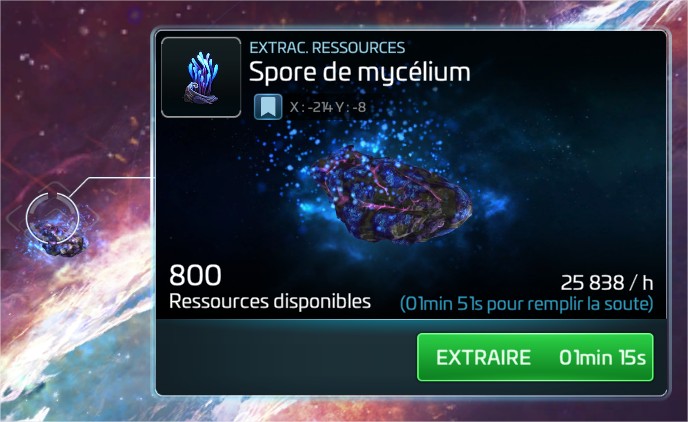 EXTRAC. RESSOURCES
Spore de mycélium
X : -214 Y : -8
800
Ressources disponibles
25 838 / h
(01min 51s pour remplir la soute)
EXTRAIRE 01min 15s